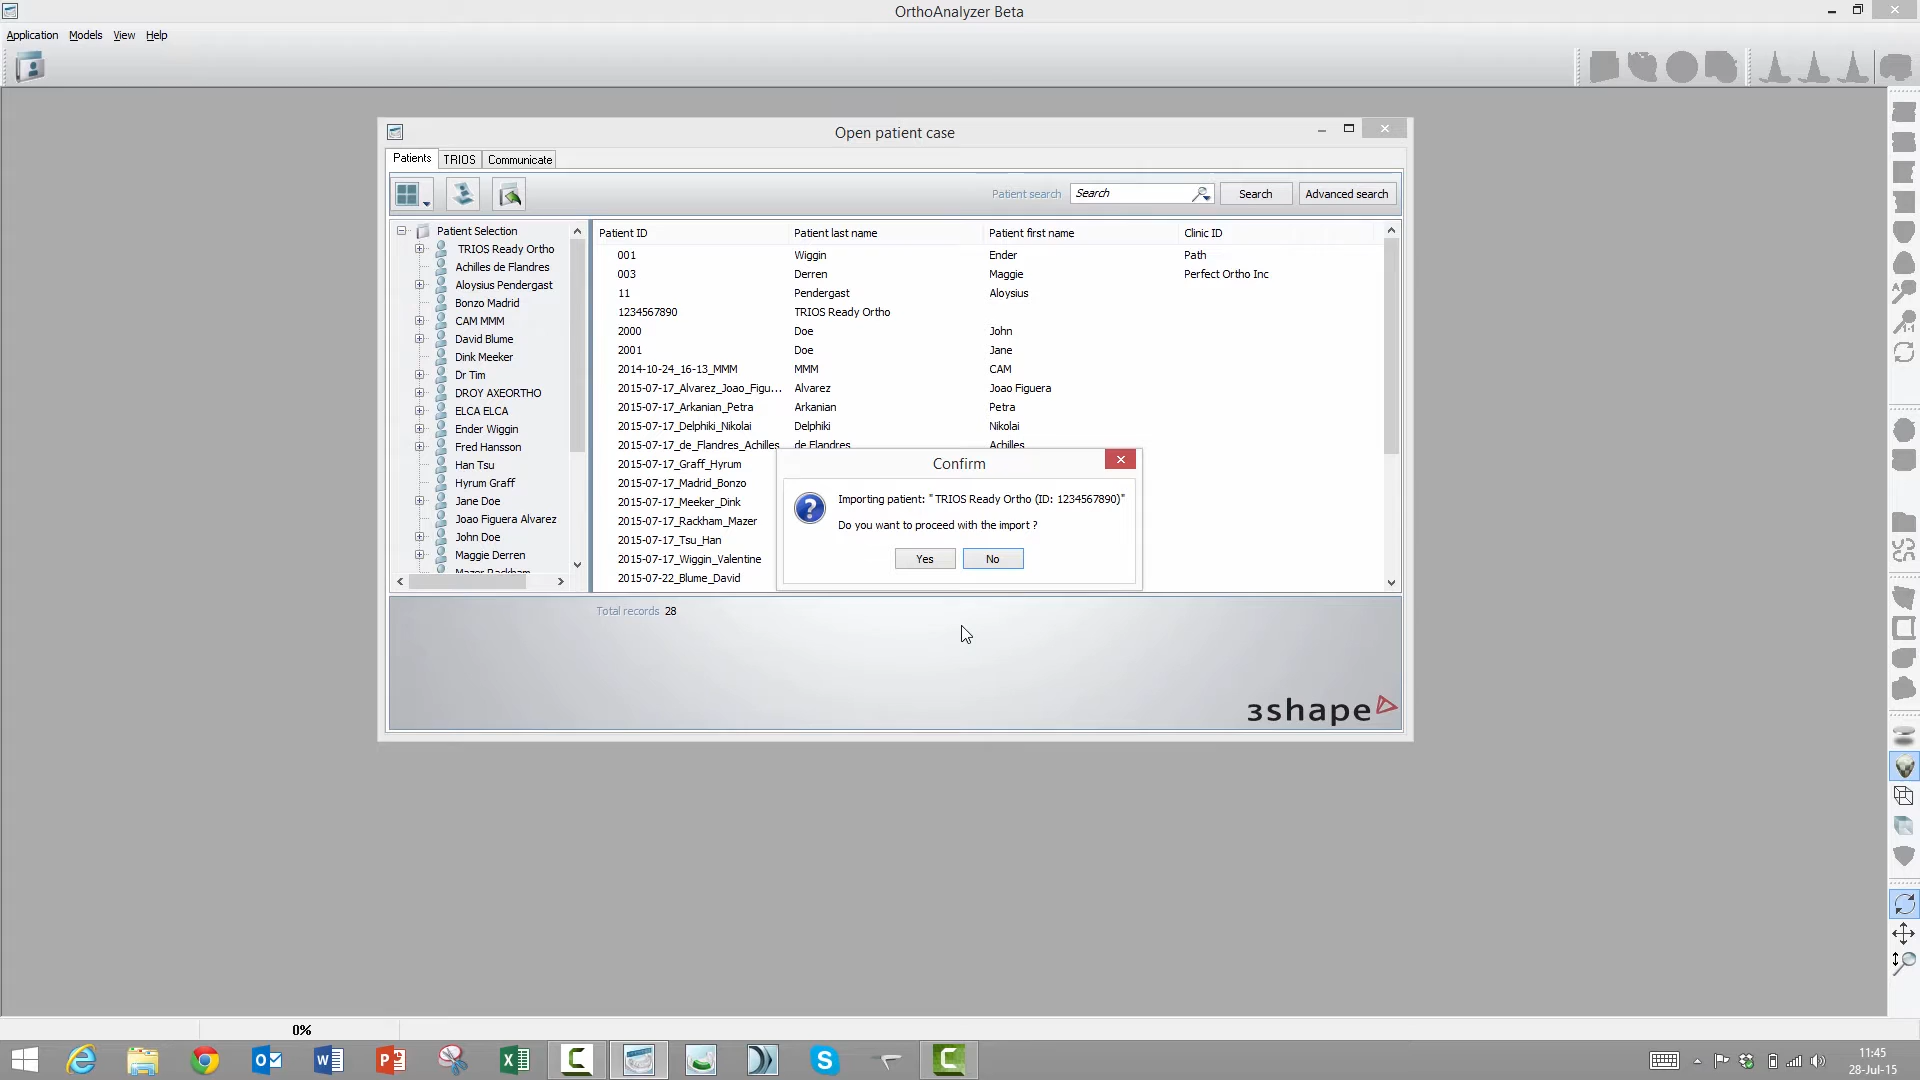 OrthoAnalyzer Beta
Application Models View Help
Open patient case
Patients TRIOS Communicate
Patient search Search Search Advanced search
Patient Selection
TRIOS Ready Ortho
Achilles de Flandres
Aloysius Pendergast
Bonzo Madrid
CAM MMM
David Blume
Dink Meeker
Dr Tim
DROY AXEORTHO
ELCA ELCA
Ender Wiggin
Fred Hansson
Han Tsu
Hyrum Graff
Jane Doe
Joao Figuera Alvarez
John Doe
Maggie Derren
Mazer Rackham
Patient ID Patient last name Patient first name Clinic ID
001 Wiggin Ender Path
003 Derren Maggie Perfect Ortho Inc
11 Pendergast Aloysius
1234567890 TRIOS Ready Ortho
2000 Doe John
2001 Doe Jane
2014-10-24_16-13_MMM MMM CAM
2015-07-17_Alvarez_Joao_Figu... Alvarez Joao Figuera
2015-07-17_Arkanian_Petra Arkanian Petra
2015-07-17_Delphiki_Nikolai Delphiki Nikolai
2015-07-17_de_Flandres_Achilles de Flandres Achilles
2015-07-17_Graff_Hyrum
2015-07-17_Madrid_Bonzo
2015-07-17_Meeker_Dink
2015-07-17_Rackham_Mazer
2015-07-17_Tsu_Han
2015-07-17_Wiggin_Valentine
2015-07-22_Blume_David
Confirm
Importing patient: " TRIOS Ready Ortho (ID: 1234567890)"
Do you want to proceed with the import ?
Yes No
Total records 28
3shape
0%
11:45
28-Jul-15